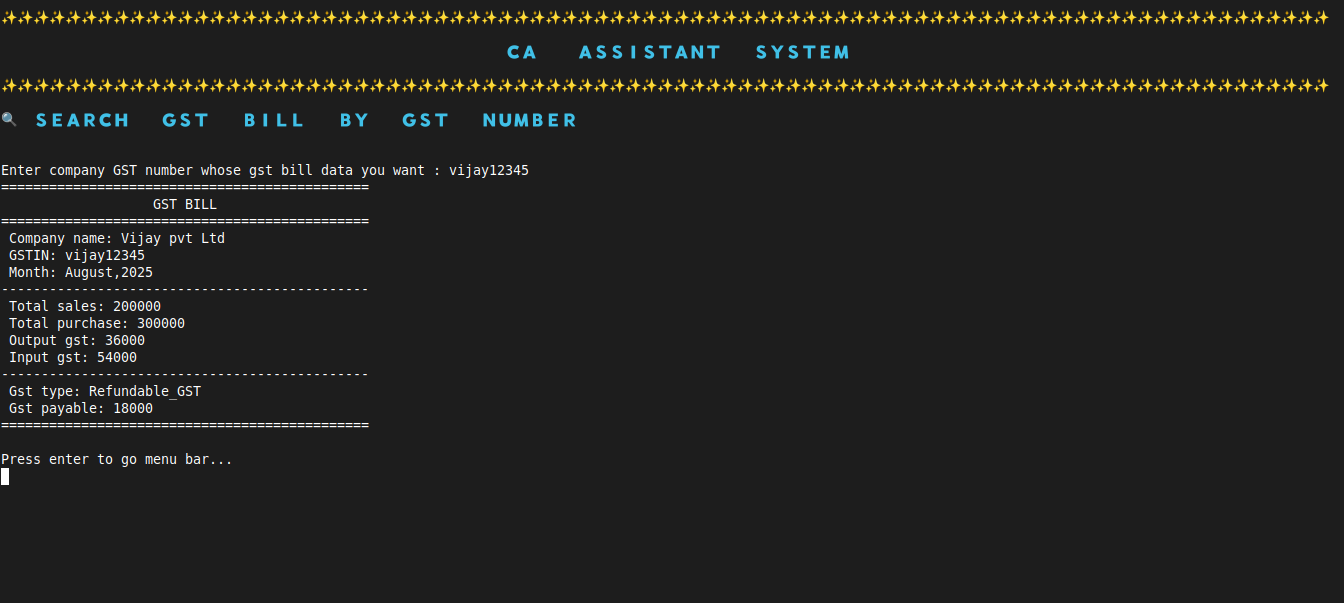 CA ASSISTANT SYSTEM
SEARCH GST BILL BY GST NUMBER
Enter company GST number whose gst bill data you want : vijay12345
==============================================
GST BILL
==============================================
Company name: Vijay pvt Ltd
GSTIN: vijay12345
Month: August,2025
----------------------------------------------
Total sales: 200000
Total purchase: 300000
Output gst: 36000
Input gst: 54000
----------------------------------------------
Gst type: Refundable_GST
Gst payable: 18000
==============================================
Press enter to go menu bar...